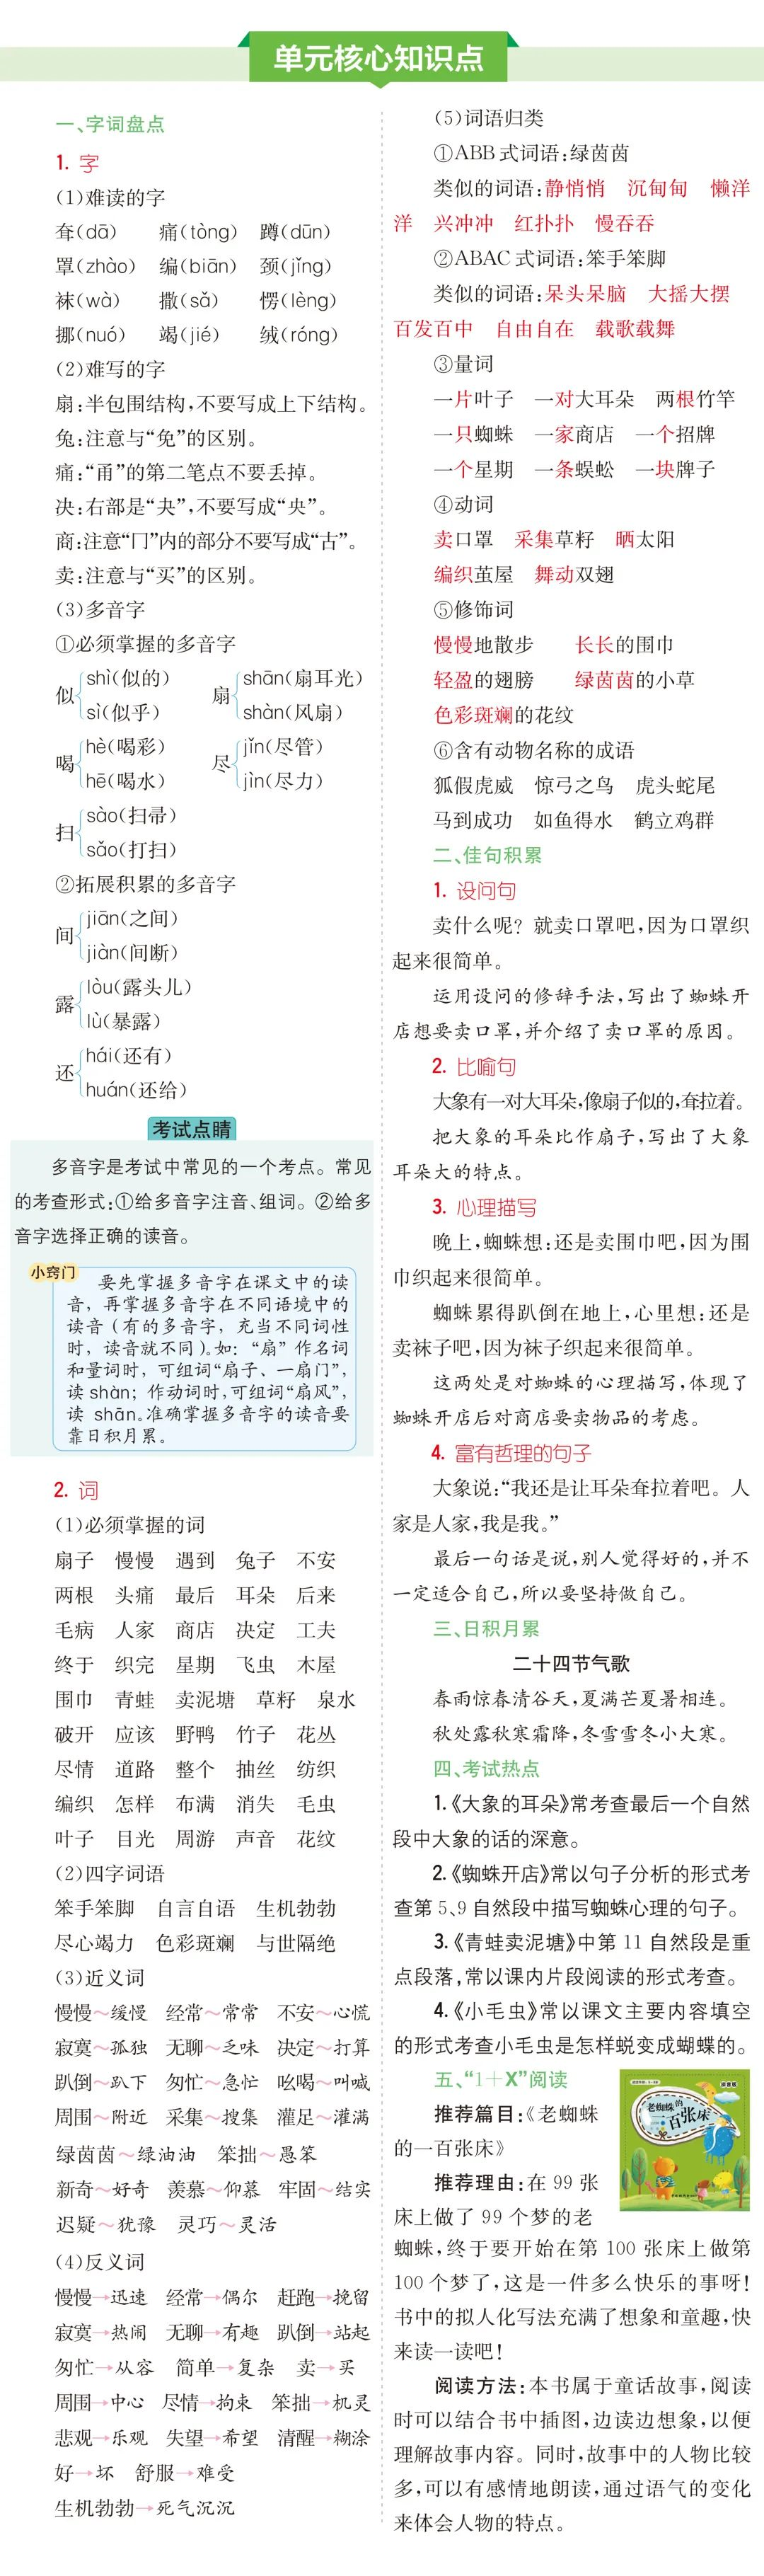 单元核心知识点
一、字词盘点
1. 字
(1)难读的字
耷(dā) 痛(tòng) 蹲(dūn)
罩(zhào) 编(biān) 颈(jǐng)
袜(wà) 撒(sǎ) 愣(lèng)
挪(nuó) 竭(jié) 绒(róng)
(2)难写的字
扇:半包围结构,不要写成上下结构。
兔:注意与“免”的区别。
痛:“甬”的第二笔点不要丢掉。
决:右部是“夬”,不要写成“央”。
商:注意“冂”内的部分不要写成“古”。
卖:注意与“买”的区别。
(3)多音字
①必须掌握的多音字
似 shì(似的) sì(似乎) 扇 shān(扇耳光) shàn(风扇)
喝 hè(喝彩) hē(喝水) 尽 jǐn(尽管) jìn(尽力)
扫 sào(扫帚) sǎo(打扫)
②拓展积累的多音字
间 jiān(之间) jiàn(间断)
露 lòu(露头儿) lù(暴露)
还 hái(还有) huán(还给)
考试点睛
多音字是考试中常见的一个考点。常见
的考查形式:①给多音字注音、组词。②给多
音字选择正确的读音。
小窍门
要先掌握多音字在课文中的读
音，再掌握多音字在不同语境中的
读音（有的多音字，充当不同词性
时，读音就不同）。如：“扇”作名词
和量词时，可组词“扇子、一扇门”，
读 shàn；作动词时,可组词“扇风”，
读 shān。准确掌握多音字的读音要
靠日积月累。
2. 词
(1)必须掌握的词
扇子 慢慢 遇到 兔子 不安
两根 头痛 最后 耳朵 后来
毛病 人家 商店 决定 工夫
终于 织完 星期 飞虫 木屋
围巾 青蛙 卖泥塘 草籽 泉水
破开 应该 野鸭 竹子 花丛
尽情 道路 整个 抽丝 纺织
编织 怎样 布满 消失 毛虫
叶子 目光 周游 声音 花纹
(2)四字词语
笨手笨脚 自言自语 生机勃勃
尽心竭力 色彩斑斓 与世隔绝
(3)近义词
慢慢～缓慢 经常～常常 不安～心慌
寂寞～孤独 无聊～乏味 决定～打算
趴倒～趴下 匆忙～急忙 吆喝～叫喊
周围～附近 采集～搜集 灌足～灌满
绿茵茵～绿油油 笨拙～愚笨
新奇～好奇 羡慕～仰慕 牢固～结实
迟疑～犹豫 灵巧～灵活
(4)反义词
慢慢→迅速 经常→偶尔 赶跑→挽留
寂寞→热闹 无聊→有趣 趴倒→站起
匆忙→从容 简单→复杂 卖→买
周围→中心 尽情→拘束 笨拙→机灵
悲观→乐观 失望→希望 清醒→糊涂
好→坏 舒服→难受
生机勃勃→死气沉沉
(5)词语归类
①ABB 式词语:绿茵茵
类似的词语:静悄悄 沉甸甸 懒洋
洋 兴冲冲 红扑扑 慢吞吞
②ABAC 式词语:笨手笨脚
类似的词语:呆头呆脑 大摇大摆
百发百中 自由自在 载歌载舞
③量词
一片叶子 一对大耳朵 两根竹竿
一只蜘蛛 一家商店 一个招牌
一个星期 一条蜈蚣 一块牌子
④动词
卖口罩 采集草籽 晒太阳
编织茧屋 舞动双翅
⑤修饰词
慢慢地散步 长长的围巾
轻盈的翅膀 绿茵茵的小草
色彩斑斓的花纹
⑥含有动物名称的成语
狐假虎威 惊弓之鸟 虎头蛇尾
马到成功 如鱼得水 鹤立鸡群
二、佳句积累
1. 设问句
卖什么呢? 就卖口罩吧,因为口罩织
起来很简单。
运用设问的修辞手法,写出了蜘蛛开
店想要卖口罩,并介绍了卖口罩的原因。
2. 比喻句
大象有一对大耳朵,像扇子似的,耷拉着。
把大象的耳朵比作扇子,写出了大象
耳朵大的特点。
3. 心理描写
晚上,蜘蛛想:还是卖围巾吧,因为围
巾织起来很简单。
蜘蛛累得趴倒在地上,心里想:还是
卖袜子吧,因为袜子织起来很简单。
这两处是对蜘蛛的心理描写,体现了
蜘蛛开店后对商店要卖物品的考虑。
4. 富有哲理的句子
大象说:“我还是让耳朵耷拉着吧。人
家是人家,我是我。”
最后一句话是说,别人觉得好的,并不
一定适合自己,所以要坚持做自己。
三、日积月累
二十四节气歌
春雨惊春清谷天,夏满芒夏暑相连。
秋处露秋寒霜降,冬雪雪冬小大寒。
四、考试热点
1.《大象的耳朵》常考查最后一个自然
段中大象的话的深意。
2.《蜘蛛开店》常以句子分析的形式考
查第 5、9 自然段中描写蜘蛛心理的句子。
3.《青蛙卖泥塘》中第 11 自然段是重
点段落,常以课内片段阅读的形式考查。
4.《小毛虫》常以课文主要内容填空
的形式考查小毛虫是怎样蜕变成蝴蝶的。
五、“1+X”阅读
推荐篇目:《老蜘蛛
的一百张床》
老蜘蛛的
一百张床
推荐理由:在 99 张
床上做了 99 个梦的老
蜘蛛,终于要开始在第 100 张床上做第
100 个梦了,这是一件多么快乐的事呀!
书中的拟人化写法充满了想象和童趣,快
来读一读吧!
阅读方法:本书属于童话故事,阅读
时可以结合书中插图,边读边想象,以便
理解故事内容。同时,故事中的人物比较
多,可以有感情地朗读,通过语气的变化
来体会人物的特点。